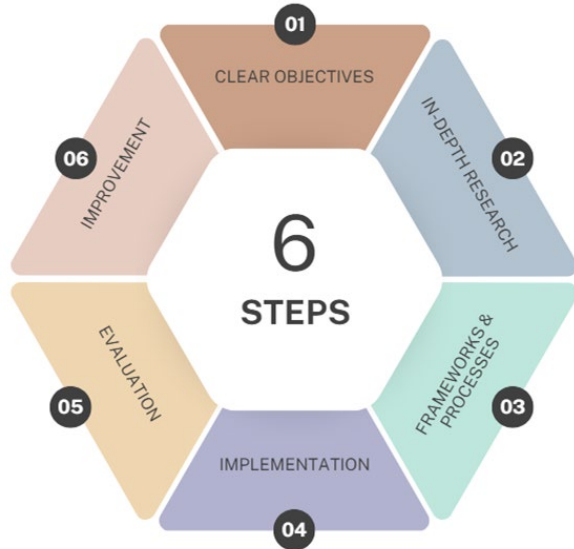 01
CLEAR OBJECTIVES
02
IN-DEPTH RESEARCH
03
FRAMEWORKS &
PROCESSES
04
IMPLEMENTATION
05
EVALUATION
06
IMPROVEMENT
6
STEPS